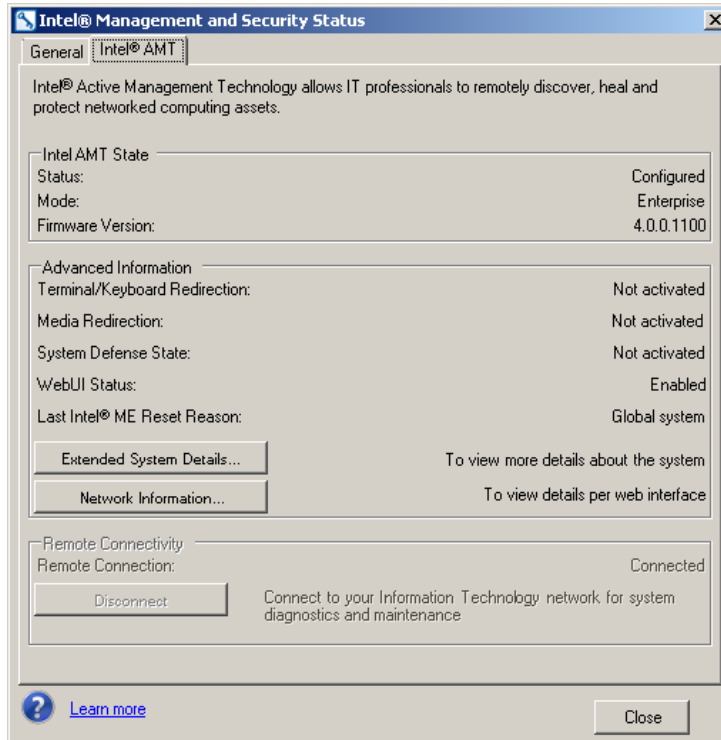 Intel® Management and Security Status
General
Intel® AMT
Intel® Active Management Technology allows IT professionals to remotely discover, heal and
protect networked computing assets.
Intel AMT State
Status: Configured
Mode: Enterprise
Firmware Version: 4.0.0.1100
Advanced Information
Terminal/Keyboard Redirection: Not activated
Media Redirection: Not activated
System Defense State: Not activated
WebUI Status: Enabled
Last Intel® ME Reset Reason: Global system
Extended System Details... To view more details about the system
Network Information... To view details per web interface
Remote Connectivity
Remote Connection: Connected
Disconnect Connect to your Information Technology network for system
diagnostics and maintenance
Learn more
Close